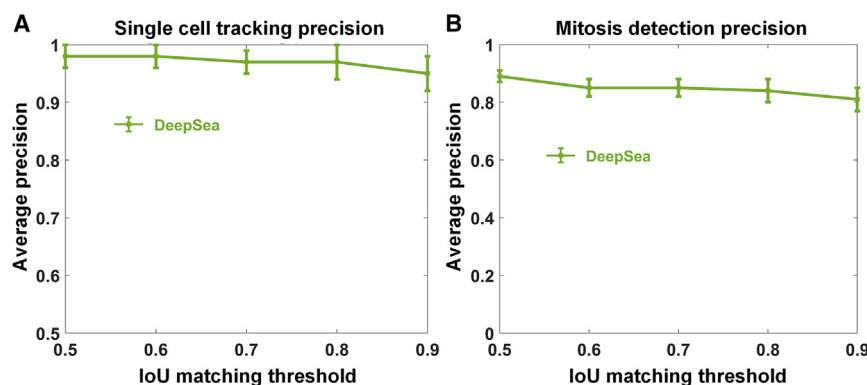 A
Single cell tracking precision
1
0.9
0.8
0.7
0.6
0.5
Average precision
DeepSea
0.5 0.6 0.7 0.8 0.9
IoU matching threshold
B
Mitosis detection precision
1
0.8
0.6
0.4
0.2
0
Average precision
DeepSea
0.5 0.6 0.7 0.8 0.9
IoU matching threshold